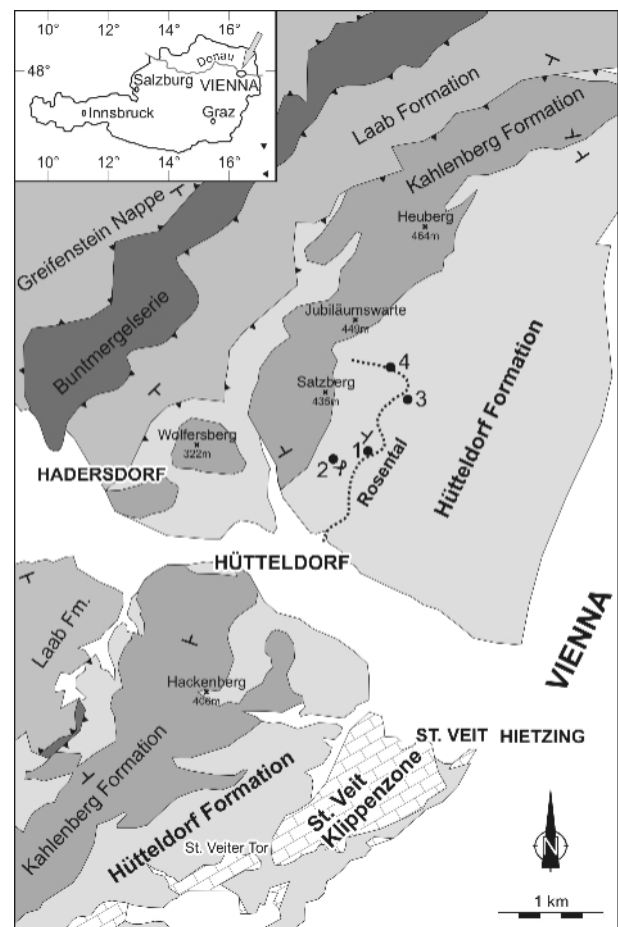 10°
12°
14°
16°
48°
Donau
Salzburg
VIENNA
Innsbruck
Graz
10°
12°
14°
16°
Laab Formation
Kahlenberg Formation
Greifenstein Nappe
Heuberg
464m
Buntmergelserie
Jubiläumswarte
449m
4
Satzberg
435m
3
Hütteldorf Formation
Wolfersberg
322m
1
2
Rosental
HADERSDORF
HÜTTELDORF
Laab Fm.
VIENNA
Hackenberg
406m
ST. VEIT HIETZING
Kahlenberg Formation
Hütteldorf Formation
St. Veit
Klippenzone
St. Veiter Tor
N
1 km